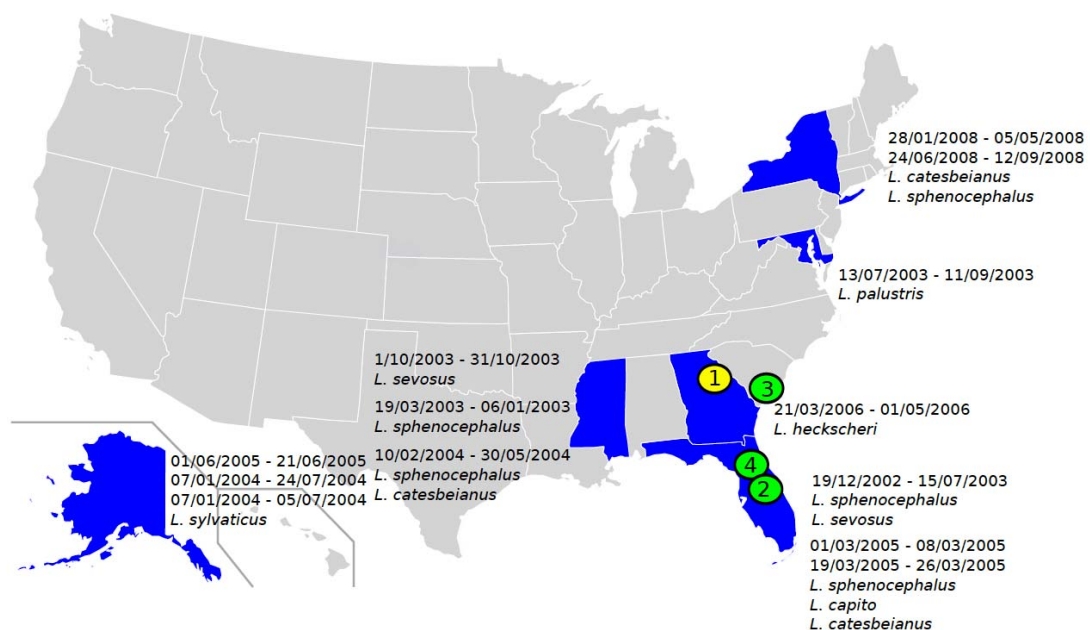 28/01/2008 - 05/05/2008
24/06/2008 - 12/09/2008
L. catesbeianus
L. sphenocephalus
13/07/2003 - 11/09/2003
L. palustris
1/10/2003 - 31/10/2003
L. sevosus
19/03/2003 - 06/01/2003
L. sphenocephalus
10/02/2004 - 30/05/2004
L. sphenocephalus
L. catesbeianus
1
3
21/03/2006 - 01/05/2006
L. heckscheri
01/06/2005 - 21/06/2005
07/01/2004 - 24/07/2004
07/01/2004 - 05/07/2004
L. sylvaticus
4
2
19/12/2002 - 15/07/2003
L. sphenocephalus
L. sevosus
01/03/2005 - 08/03/2005
19/03/2005 - 26/03/2005
L. sphenocephalus
L. capito
L. catesbeianus